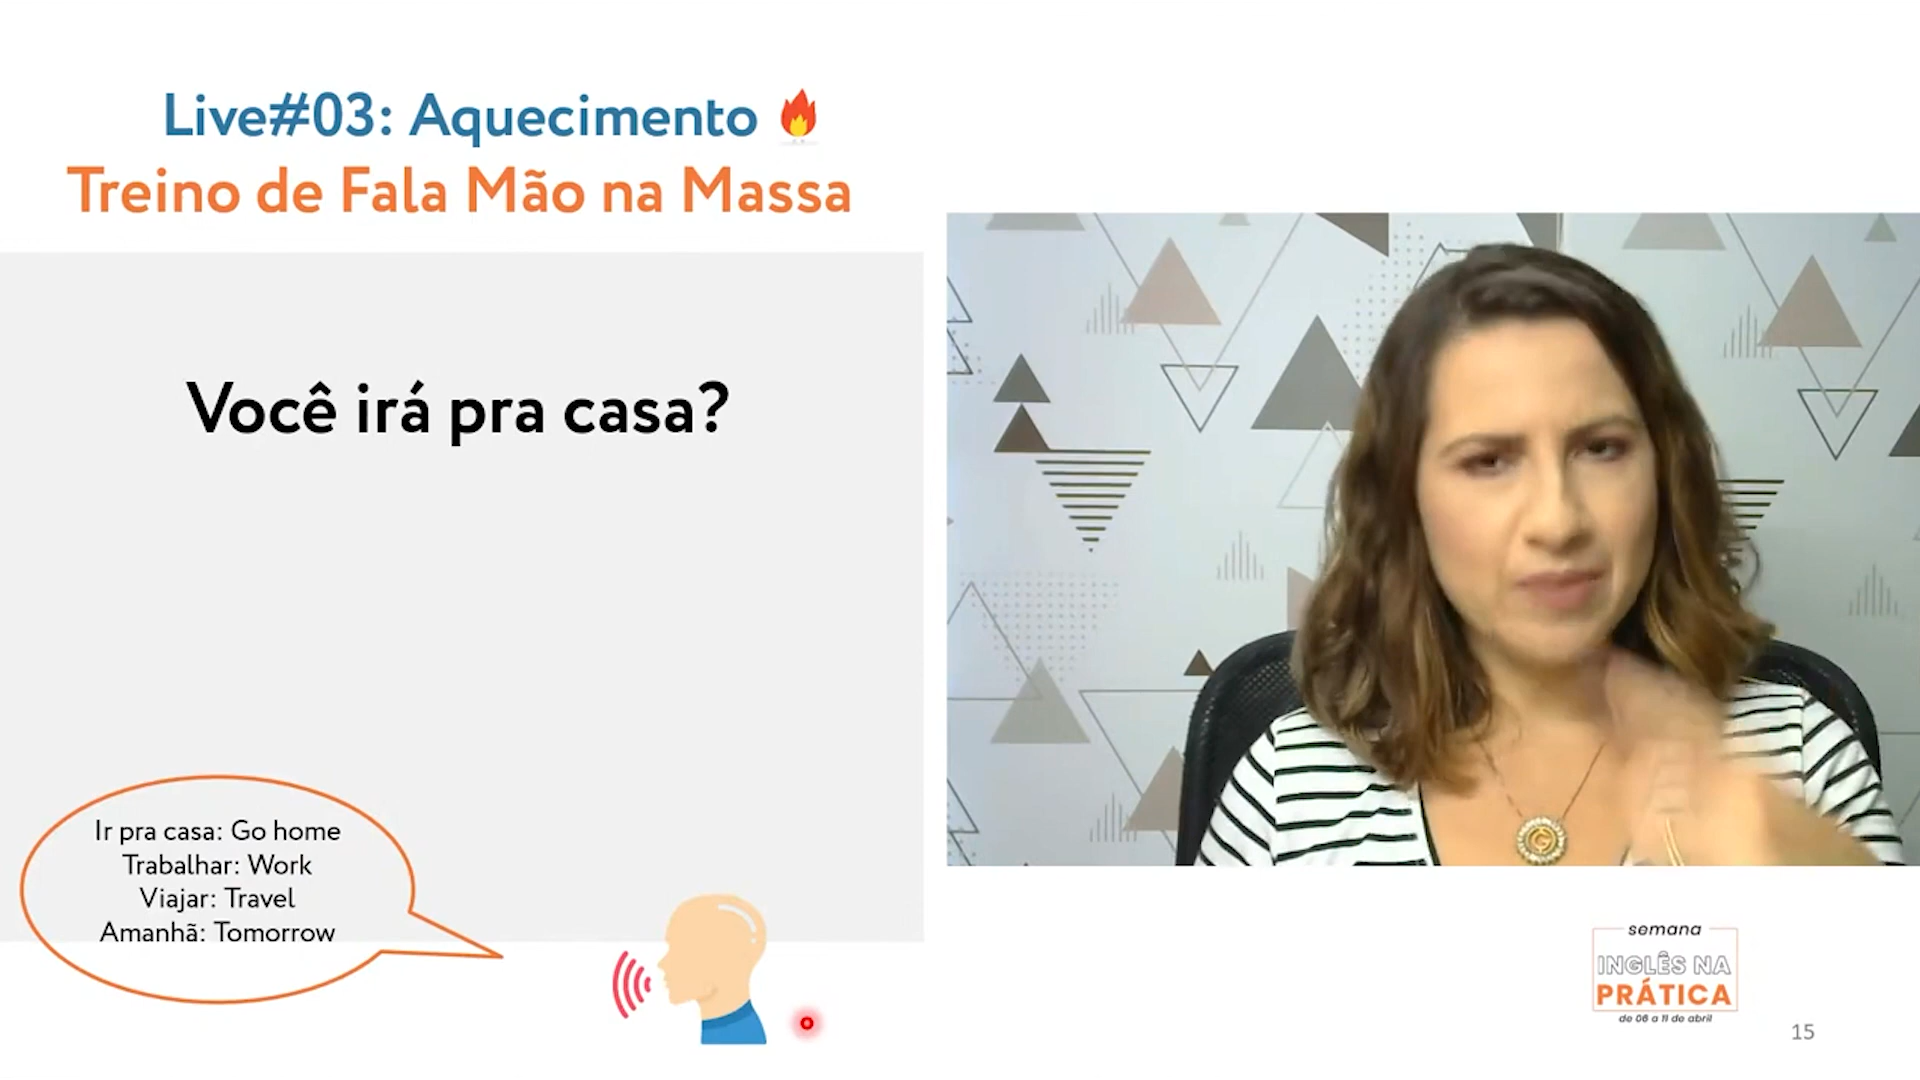 Live#03: Aquecimento
Treino de Fala Mão na Massa
Você irá pra casa?
Ir pra casa: Go home
Trabalhar: Work
Viajar: Travel
Amanhã: Tomorrow
semana
INGLÊS NA
PRÁTICA
de 06 a 11 de abril
15